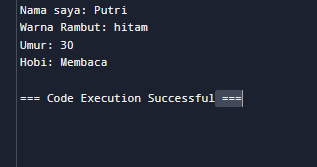 Nama saya: Putri
Warna Rambut: hitam
Umur: 30
Hobi: Membaca
=== Code Execution Successful ===